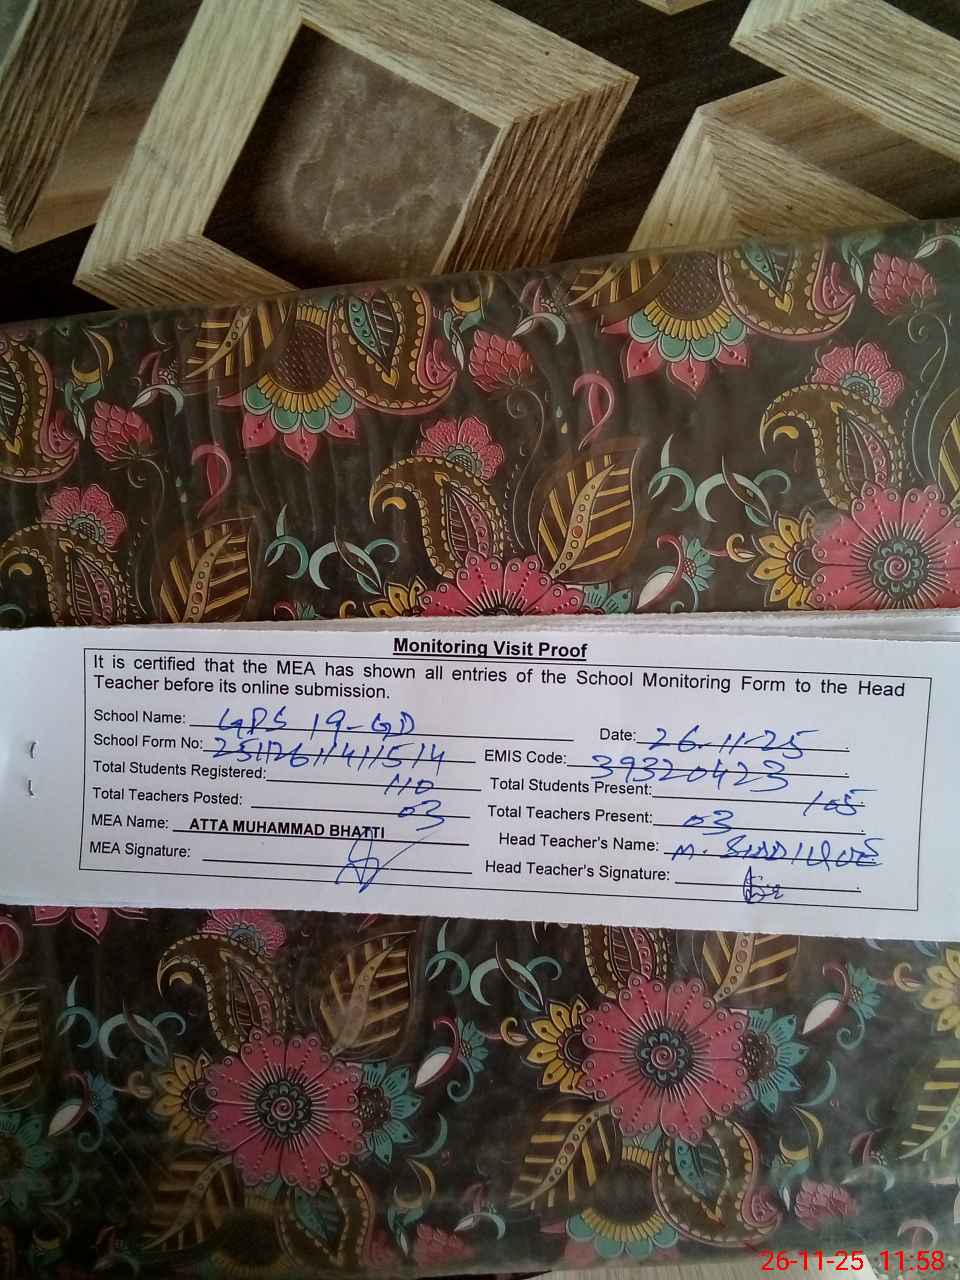 Monitoring Visit Proof
It is certified that the MEA has shown all entries of the School Monitoring Form to the Head
Teacher before its online submission.
School Name: GPS 19-GD Date: 26-11-25
School Form No: EMIS Code: 39320423
Total Students Registered: 110 Total Students Present: 105
Total Teachers Posted: 03 Total Teachers Present: 03
MEA Name: ATTA MUHAMMAD BHATTI Head Teacher's Name: M.
MEA Signature: Head Teacher's Signature:
26-11-25 11:58